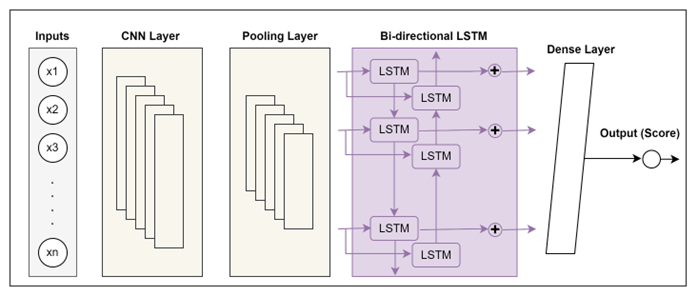 Inputs
CNN Layer
Pooling Layer
Bi-directional LSTM
Dense Layer
Output (Score)
x1
x2
x3
.
.
.
.
xn
LSTM
+
LSTM
LSTM
+
LSTM
LSTM
+
LSTM